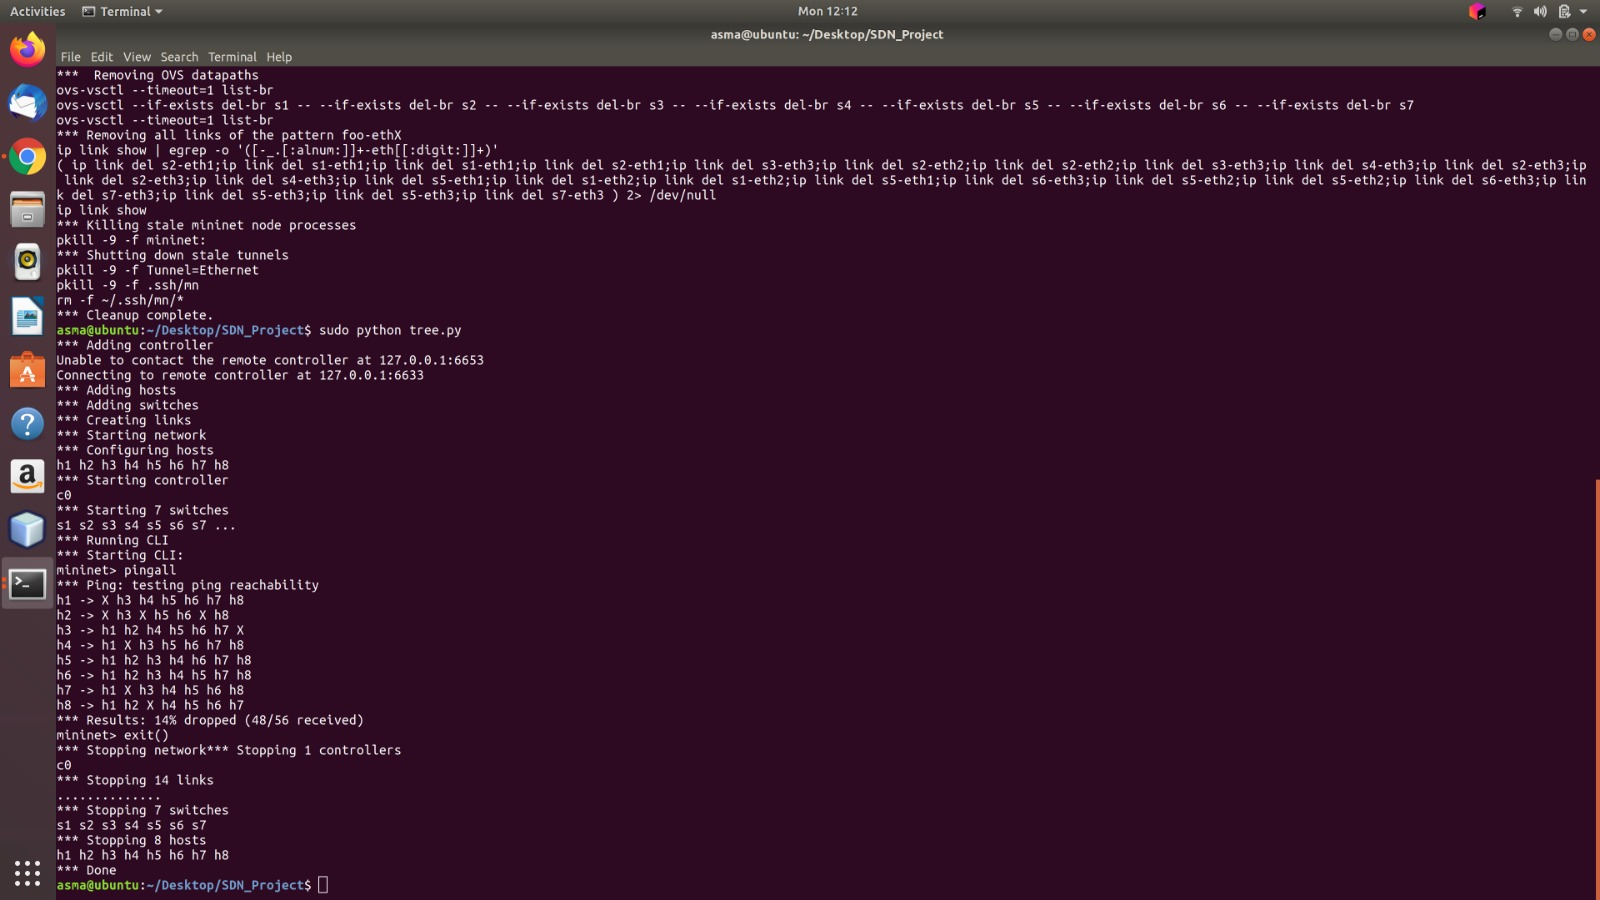 Activities Terminal Mon 12:12
asma@ubuntu: ~/Desktop/SDN_Project
File Edit View Search Terminal Help
***  Removing OVS datapaths
ovs-vsctl --timeout=1 list-br
ovs-vsctl --if-exists del-br s1 -- --if-exists del-br s2 -- --if-exists del-br s3 -- --if-exists del-br s4 -- --if-exists del-br s5 -- --if-exists del-br s6 -- --if-exists del-br s7
ovs-vsctl --timeout=1 list-br
*** Removing all links of the pattern foo-ethX
ip link show | egrep -o '([-_.[:alnum:]]+-eth[[:digit:]]+)'
( ip link del s2-eth1;ip link del s1-eth1;ip link del s1-eth1;ip link del s2-eth1;ip link del s3-eth3;ip link del s2-eth2;ip link del s2-eth2;ip link del s3-eth3;ip link del s4-eth3;ip link del s2-eth3;ip
 link del s2-eth3;ip link del s4-eth3;ip link del s5-eth1;ip link del s1-eth2;ip link del s1-eth2;ip link del s5-eth1;ip link del s6-eth3;ip link del s5-eth2;ip link del s5-eth2;ip link del s6-eth3;ip lin
k del s7-eth3;ip link del s5-eth3;ip link del s5-eth3;ip link del s7-eth3 ) 2> /dev/null
ip link show
*** Killing stale mininet node processes
pkill -9 -f mininet:
*** Shutting down stale tunnels
pkill -9 -f Tunnel=Ethernet
pkill -9 -f .ssh/mn
rm -f ~/.ssh/mn/*
*** Cleanup complete.
asma@ubuntu:~/Desktop/SDN_Project$ sudo python tree.py
*** Adding controller
Unable to contact the remote controller at 127.0.0.1:6653
Connecting to remote controller at 127.0.0.1:6633
*** Adding hosts
*** Adding switches
*** Creating links
*** Starting network
*** Configuring hosts
h1 h2 h3 h4 h5 h6 h7 h8
*** Starting controller
c0
*** Starting 7 switches
s1 s2 s3 s4 s5 s6 s7 ...
*** Running CLI
*** Starting CLI:
mininet> pingall
*** Ping: testing ping reachability
h1 -> X h3 h4 h5 h6 h7 h8
h2 -> X h3 X h5 h6 X h8
h3 -> h1 h2 h4 h5 h6 h7 X
h4 -> h1 X h3 h5 h6 h7 h8
h5 -> h1 h2 h3 h4 h6 h7 h8
h6 -> h1 h2 h3 h4 h5 h7 h8
h7 -> h1 X h3 h4 h5 h6 h8
h8 -> h1 h2 X h4 h5 h6 h7
*** Results: 14% dropped (48/56 received)
mininet> exit()
*** Stopping network*** Stopping 1 controllers
c0
*** Stopping 14 links
..............
*** Stopping 7 switches
s1 s2 s3 s4 s5 s6 s7
*** Stopping 8 hosts
h1 h2 h3 h4 h5 h6 h7 h8
*** Done
asma@ubuntu:~/Desktop/SDN_Project$